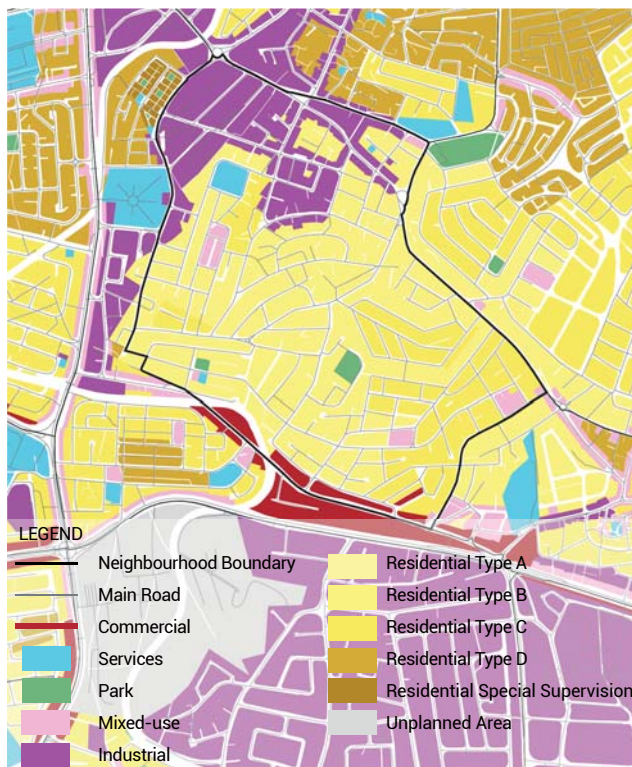 LEGEND
Neighbourhood Boundary
Main Road
Commercial
Services
Park
Mixed-use
Industrial
Residential Type A
Residential Type B
Residential Type C
Residential Type D
Residential Special Supervision
Unplanned Area